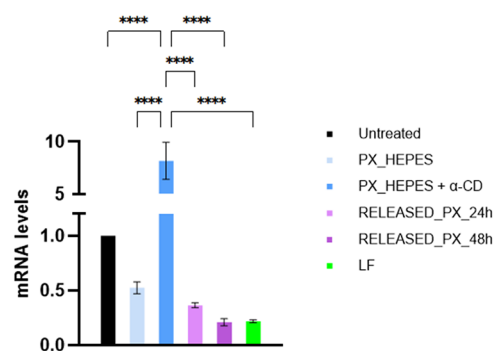 **** ****
****
**** ****
10
5
1.0
0.5
0.0
mRNA levels
Untreated
PX_HEPES
PX_HEPES + α-CD
RELEASED_PX_24h
RELEASED_PX_48h
LF